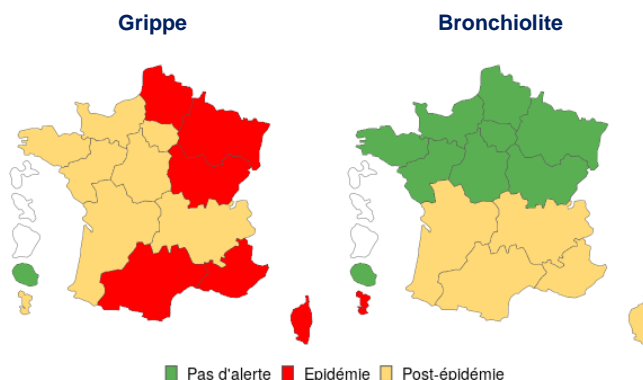 Grippe
Bronchiolite
Pas d'alerte
Epidémie
Post-épidémie